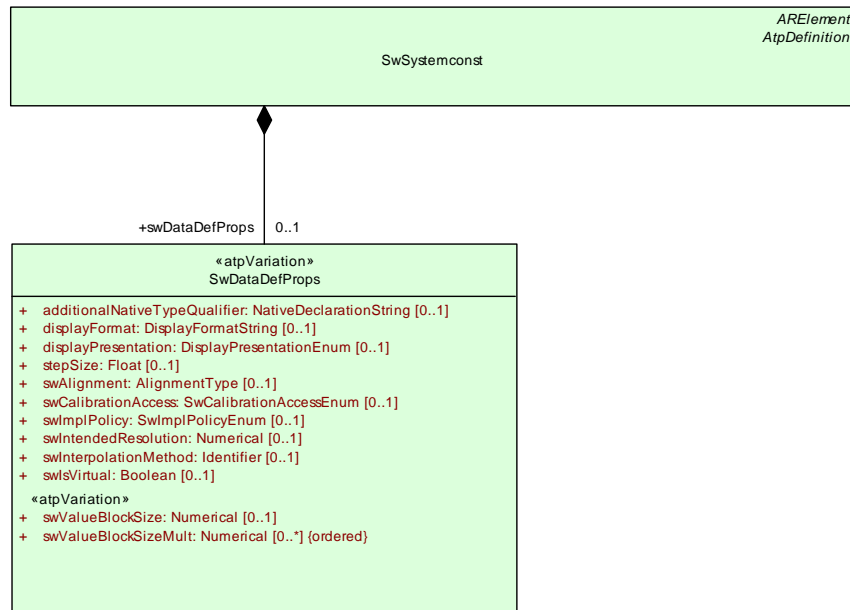 ARElement
AtpDefinition
SwSystemconst
+swDataDefProps 0..1
«atpVariation»
SwDataDefProps
+ additionalNativeTypeQualifier: NativeDeclarationString [0..1]
+ displayFormat: DisplayFormatString [0..1]
+ displayPresentation: DisplayPresentationEnum [0..1]
+ stepSize: Float [0..1]
+ swAlignment: AlignmentType [0..1]
+ swCalibrationAccess: SwCalibrationAccessEnum [0..1]
+ swImplPolicy: SwImplPolicyEnum [0..1]
+ swIntendedResolution: Numerical [0..1]
+ swInterpolationMethod: Identifier [0..1]
+ swIsVirtual: Boolean [0..1]
«atpVariation»
+ swValueBlockSize: Numerical [0..1]
+ swValueBlockSizeMult: Numerical [0..*] {ordered}